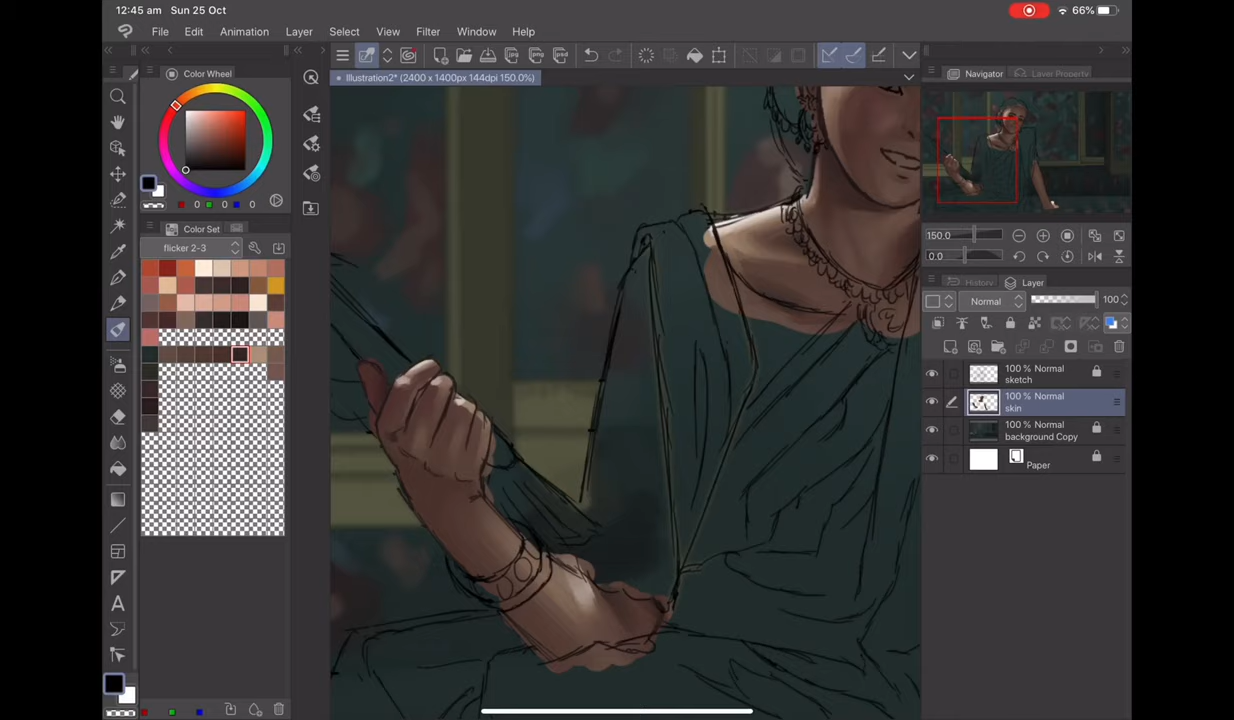 12:45 am Sun 25 Oct
66%
File Edit Animation Layer Select View Filter Window Help
Illustration2* (2400 x 1400px 144dpi 150.0%)
Color Wheel
0 0 0
Color Set
flicker 2-3
Navigator Layer Property
150.0
0.0
History Layer
Normal 100
100 % Normal
sketch
100 % Normal
skin
100 % Normal
background Copy
Paper